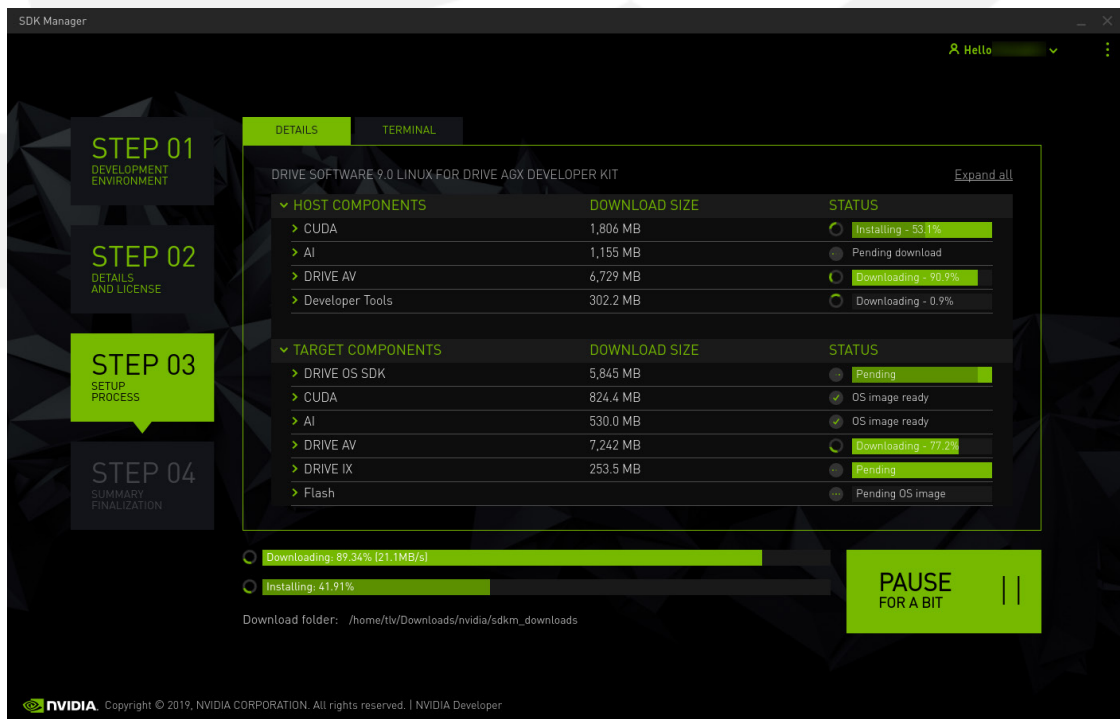 SDK Manager
Hello
STEP 01
DEVELOPMENT
ENVIRONMENT
STEP 02
DETAILS
AND LICENSE
STEP 03
SETUP
PROCESS
STEP 04
SUMMARY
FINALIZATION
DETAILS TERMINAL
DRIVE SOFTWARE 9.0 LINUX FOR DRIVE AGX DEVELOPER KIT Expand all
HOST COMPONENTS DOWNLOAD SIZE STATUS
CUDA 1,806 MB Installing - 53.1%
AI 1,155 MB Pending download
DRIVE AV 6,729 MB Downloading - 90.9%
Developer Tools 302.2 MB Downloading - 0.9%
TARGET COMPONENTS DOWNLOAD SIZE STATUS
DRIVE OS SDK 5,845 MB Pending
CUDA 824.4 MB OS image ready
AI 530.0 MB OS image ready
DRIVE AV 7,242 MB Downloading - 77.2%
DRIVE IX 253.5 MB Pending
Flash Pending OS image
Downloading: 89.34% (21.1MB/s)
Installing: 41.91%
Download folder: /home/tlv/Downloads/nvidia/sdkm_downloads
PAUSE
FOR A BIT
NVIDIA. Copyright © 2019, NVIDIA CORPORATION. All rights reserved. | NVIDIA Developer